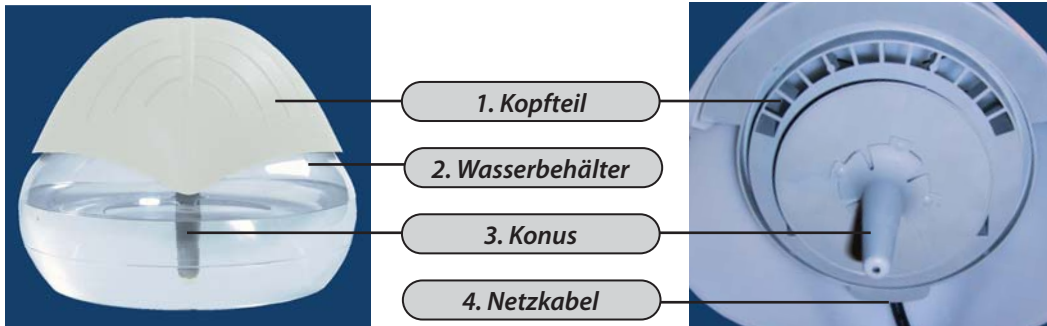 1. Kopfteil
2. Wasserbehälter
3. Konus
4. Netzkabel